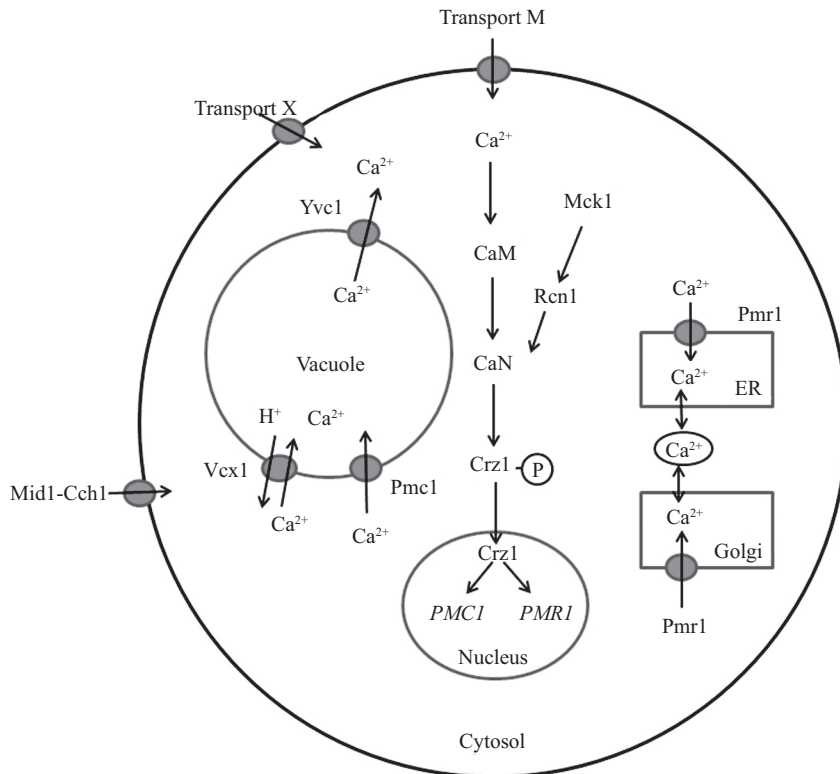 Transport M
Transport X
Ca²⁺
Ca²⁺
Yvc1
Mck1
CaM
Ca²⁺
Rcn1
Ca²⁺
Pmr1
Vacuole
CaN
Ca²⁺
ER
H⁺
Ca²⁺
Ca²⁺
Vcx1
Crz1
P
Pmc1
Mid1-Cch1
Ca²⁺
Ca²⁺
Ca²⁺
Crz1
Golgi
PMC1
PMR1
Pmr1
Nucleus
Cytosol